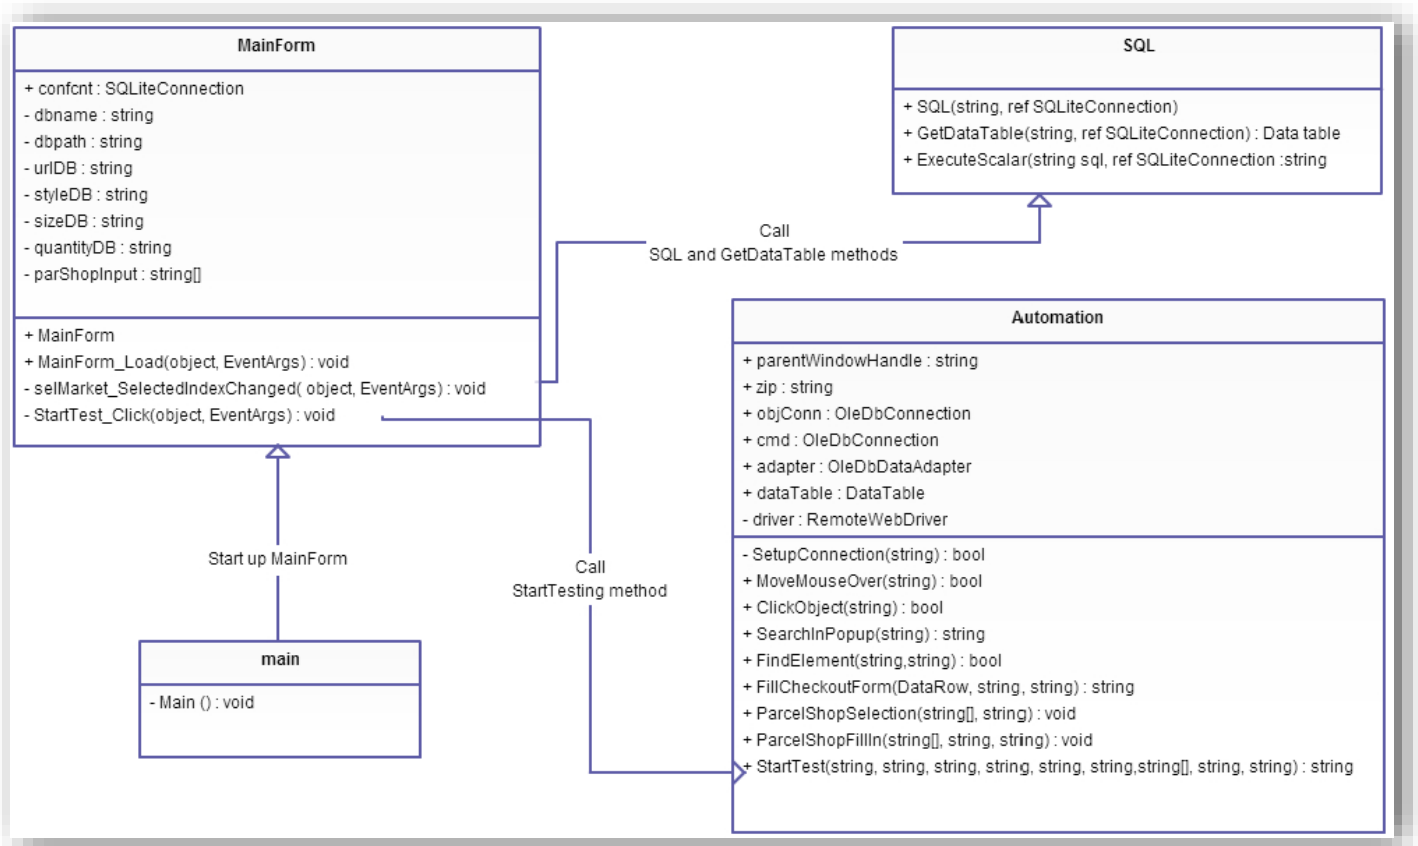 MainForm
+ confcnt : SQLiteConnection
- dbname : string
- dbpath : string
- urlDB : string
- styleDB : string
- sizeDB : string
- quantityDB : string
- parShopInput : string[]
+ MainForm
+ MainForm_Load(object, EventArgs) : void
- selMarket_SelectedIndexChanged( object, EventArgs) : void
- StartTest_Click(object, EventArgs) : void
SQL
+ SQL(string, ref SQLiteConnection)
+ GetDataTable(string, ref SQLiteConnection) : Data table
+ ExecuteScalar(string sql, ref SQLiteConnection :string
Call
SQL and GetDataTable methods
Automation
+ parentWindowHandle : string
+ zip : string
+ objConn : OleDbConnection
+ cmd : OleDbConnection
+ adapter : OleDbDataAdapter
+ dataTable : DataTable
- driver : RemoteWebDriver
- SetupConnection(string) : bool
+ MoveMouseOver(string) : bool
+ ClickObject(string) : bool
+ SearchInPopup(string) : string
+ FindElement(string,string) : bool
+ FillCheckoutForm(DataRow, string, string) : string
+ ParcelShopSelection(string[], string) : void
+ ParcelShopFillIn(string[], string, string) : void
+ StartTest(string, string, string, string, string, string,string[], string, string) : string
Start up MainForm
Call
StartTesting method
main
- Main () : void